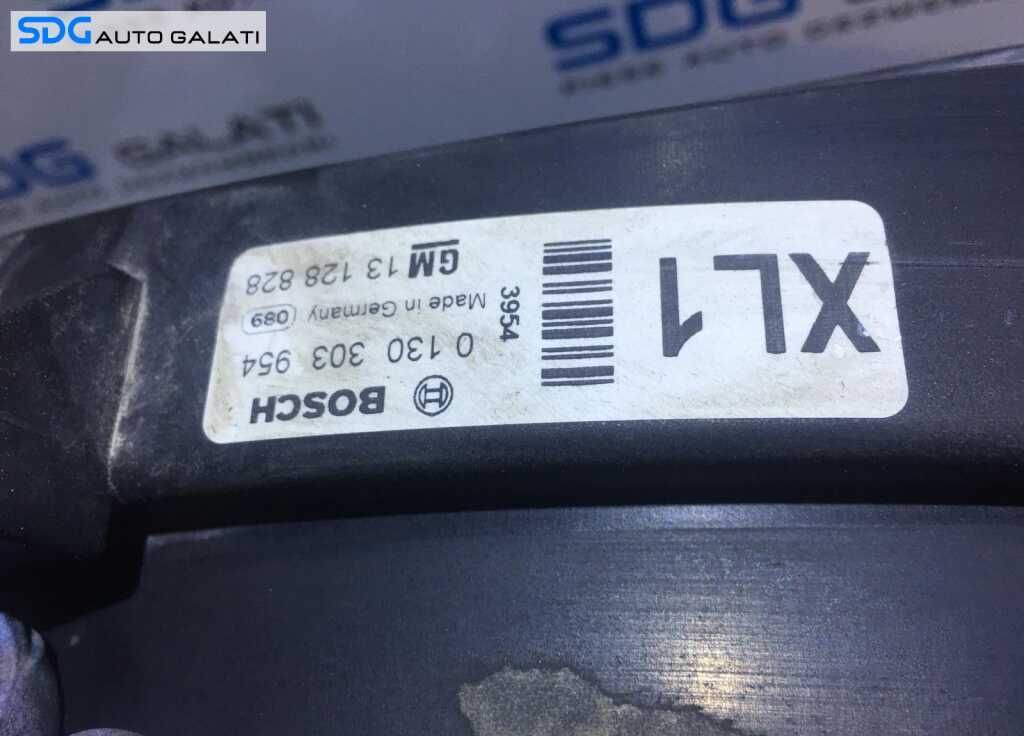 SDG AUTO GALATI
SDG
SDG
GALATI
XL1
3954
BOSCH
0 130 303 954
Made in Germany 089
GM 13 128 828